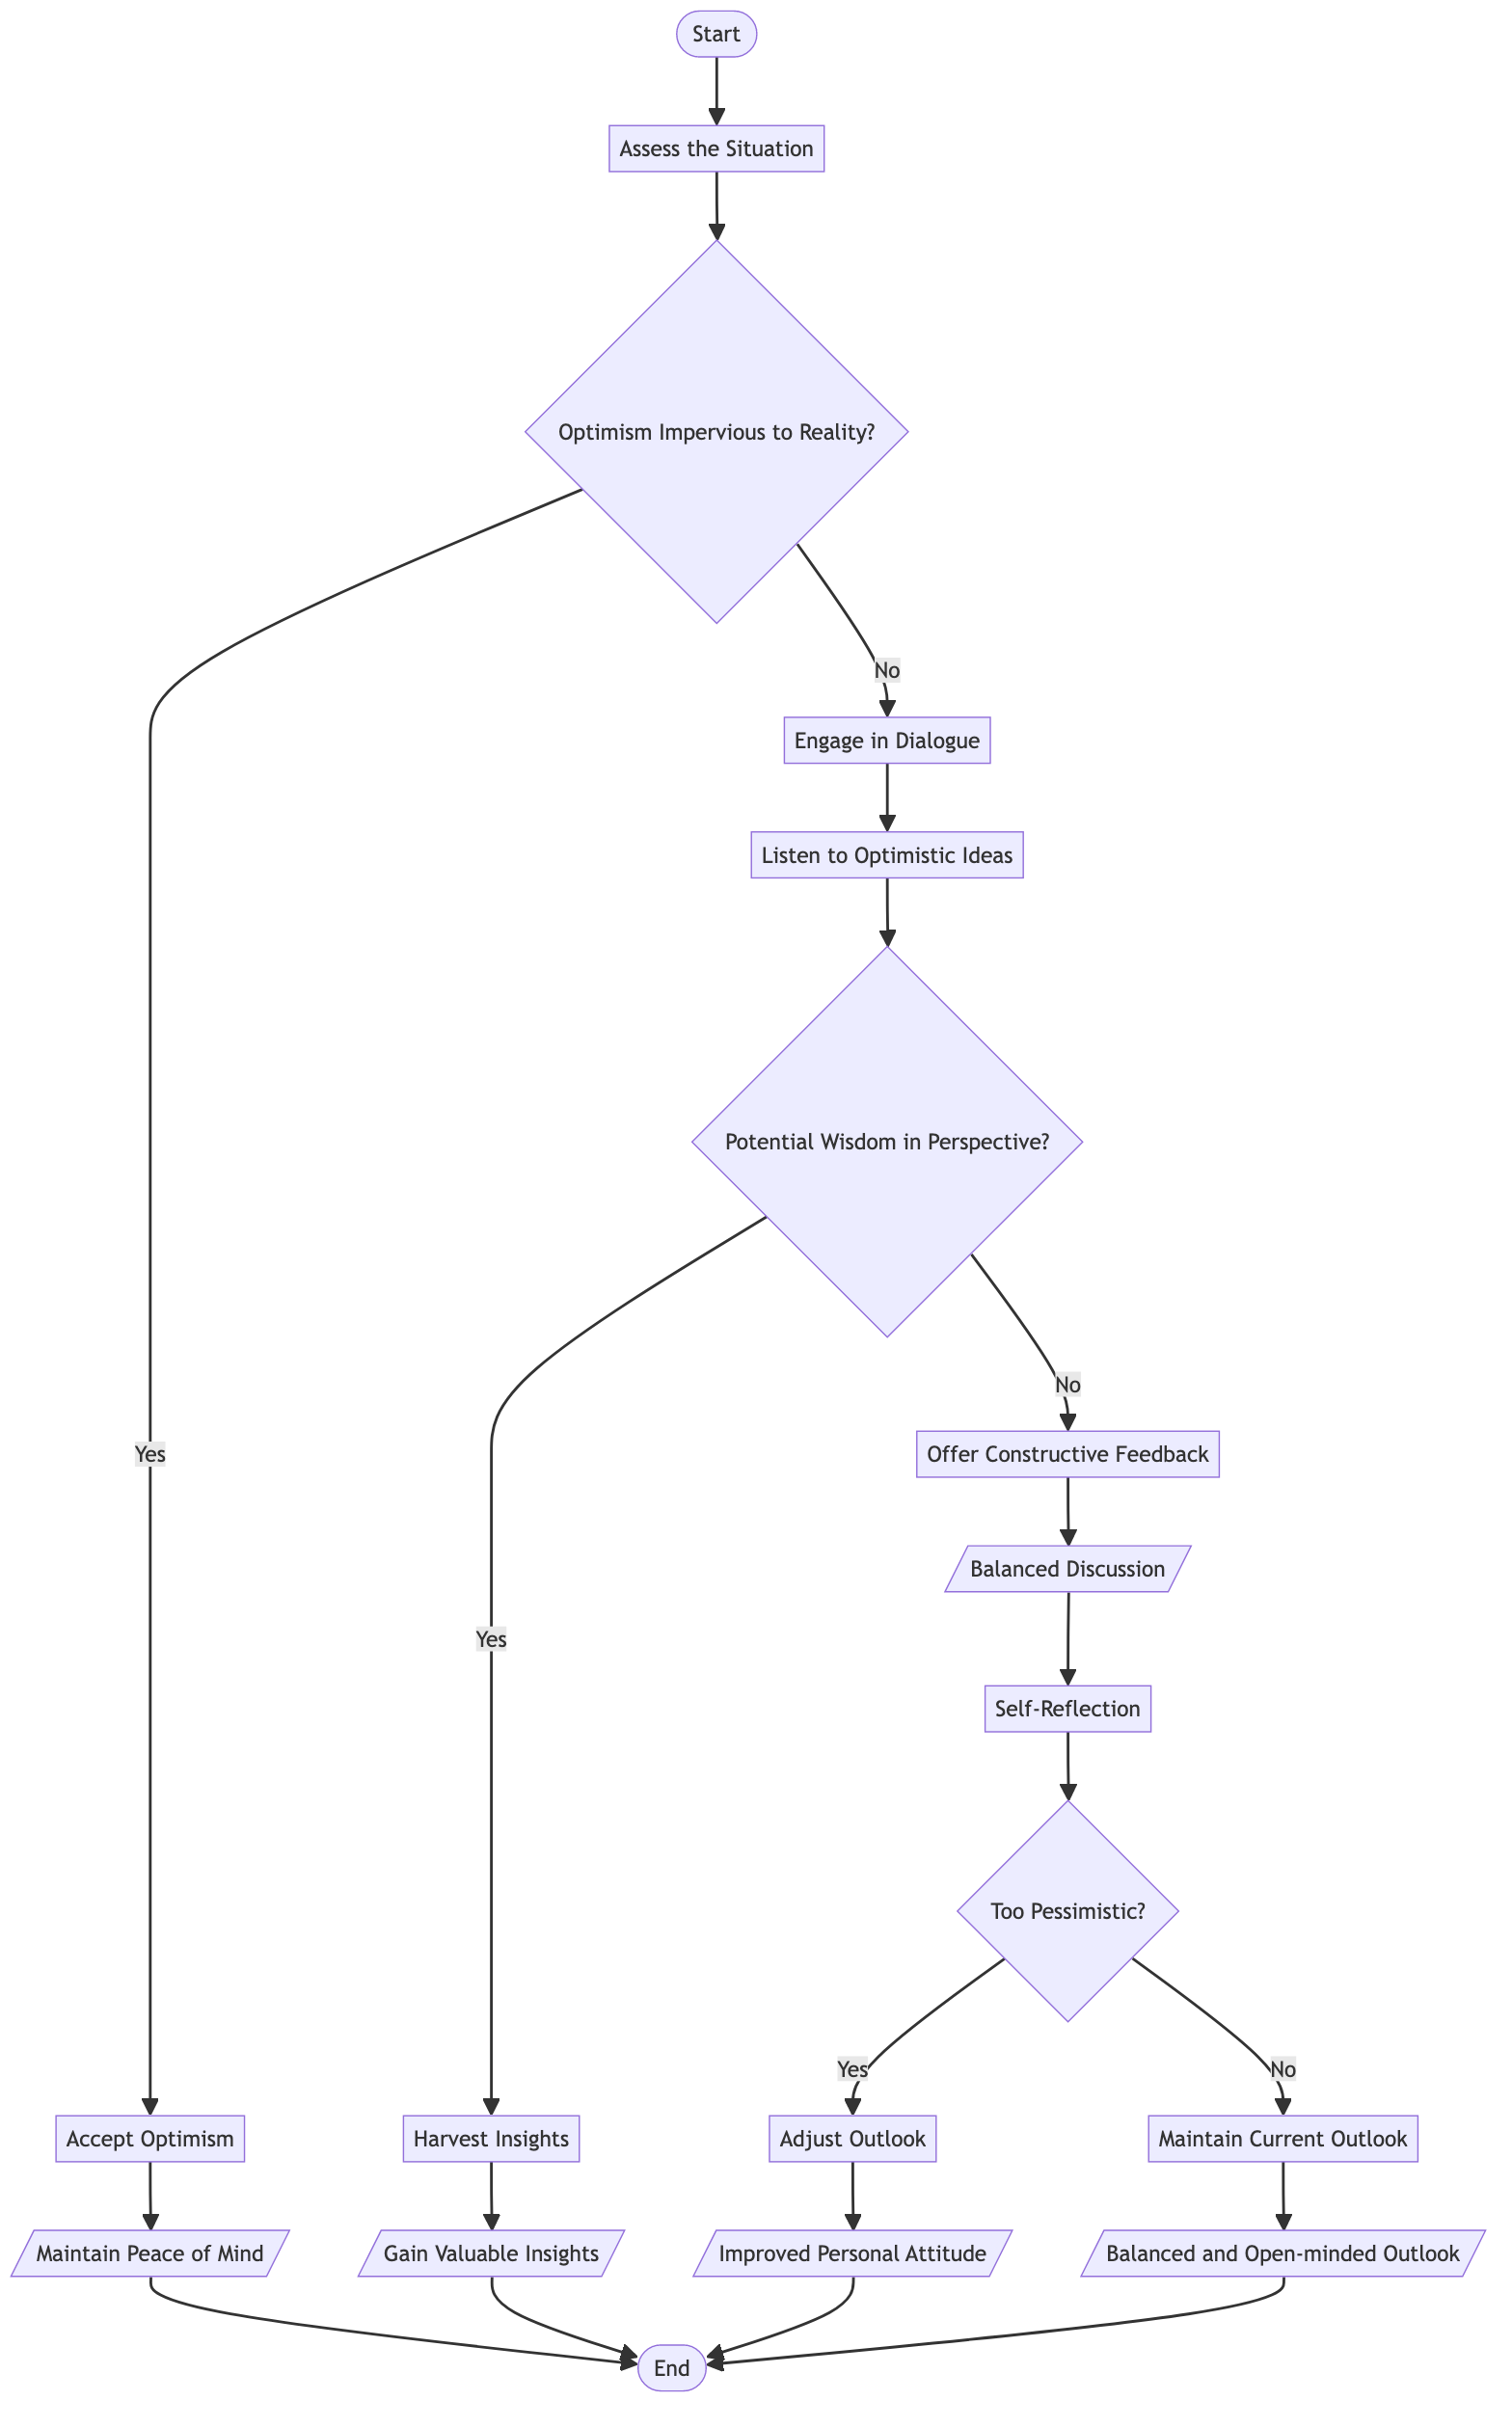 Start
Assess the Situation
Optimism Impervious to Reality?
No
Engage in Dialogue
Listen to Optimistic Ideas
Potential Wisdom in Perspective?
No
Yes
Offer Constructive Feedback
Balanced Discussion
Yes
Self-Reflection
Too Pessimistic?
Yes
No
Accept Optimism
Harvest Insights
Adjust Outlook
Maintain Current Outlook
Maintain Peace of Mind
Gain Valuable Insights
Improved Personal Attitude
Balanced and Open-minded Outlook
End